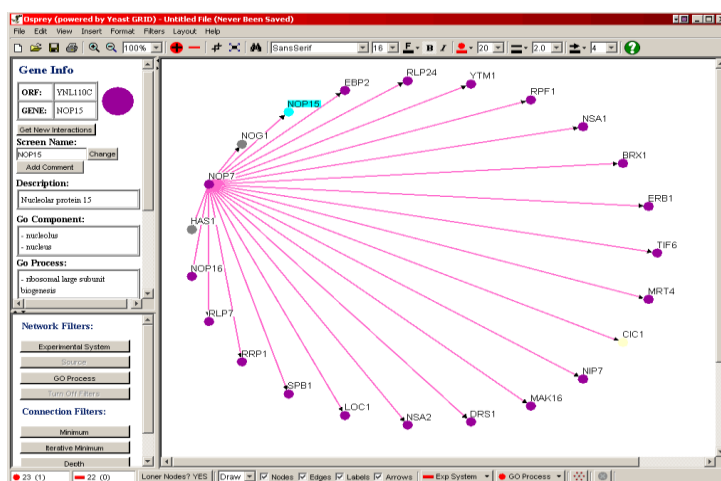 Osprey (powered by Yeast GRID) - Untitled File (Never Been Saved)
File Edit View Insert Format Filters Layout Help
100% SansSerif 16 F B I 20 2.0 4 ?
Gene Info
ORF: YNL110C
GENE: NOP15
Get New Interactions
Screen Name:
NOP15 Change
Add Comment
Description:
Nucleolar protein 15
Go Component:
- nucleolus
- nucleus
Go Process:
- ribosomal large subunit
biogenesis
Network Filters:
Experimental System
Source
GO Process
Turn Off Filters
Connection Filters:
Minimum
Iterative Minimum
Depth
RLP24
YTM1
EBP2
RPF1
NOP15
NSA1
NOG1
BRX1
NOP7
ERB1
HAS1
TIF6
NOP16
MRT4
RLP7
CIC1
RRP1
NIP7
SPB1
MAK16
LOC1
NSA2
DRS1
23 (1) 22 (0) Loner Nodes? YES Draw Nodes Edges Labels Arrows Exp System GO Process